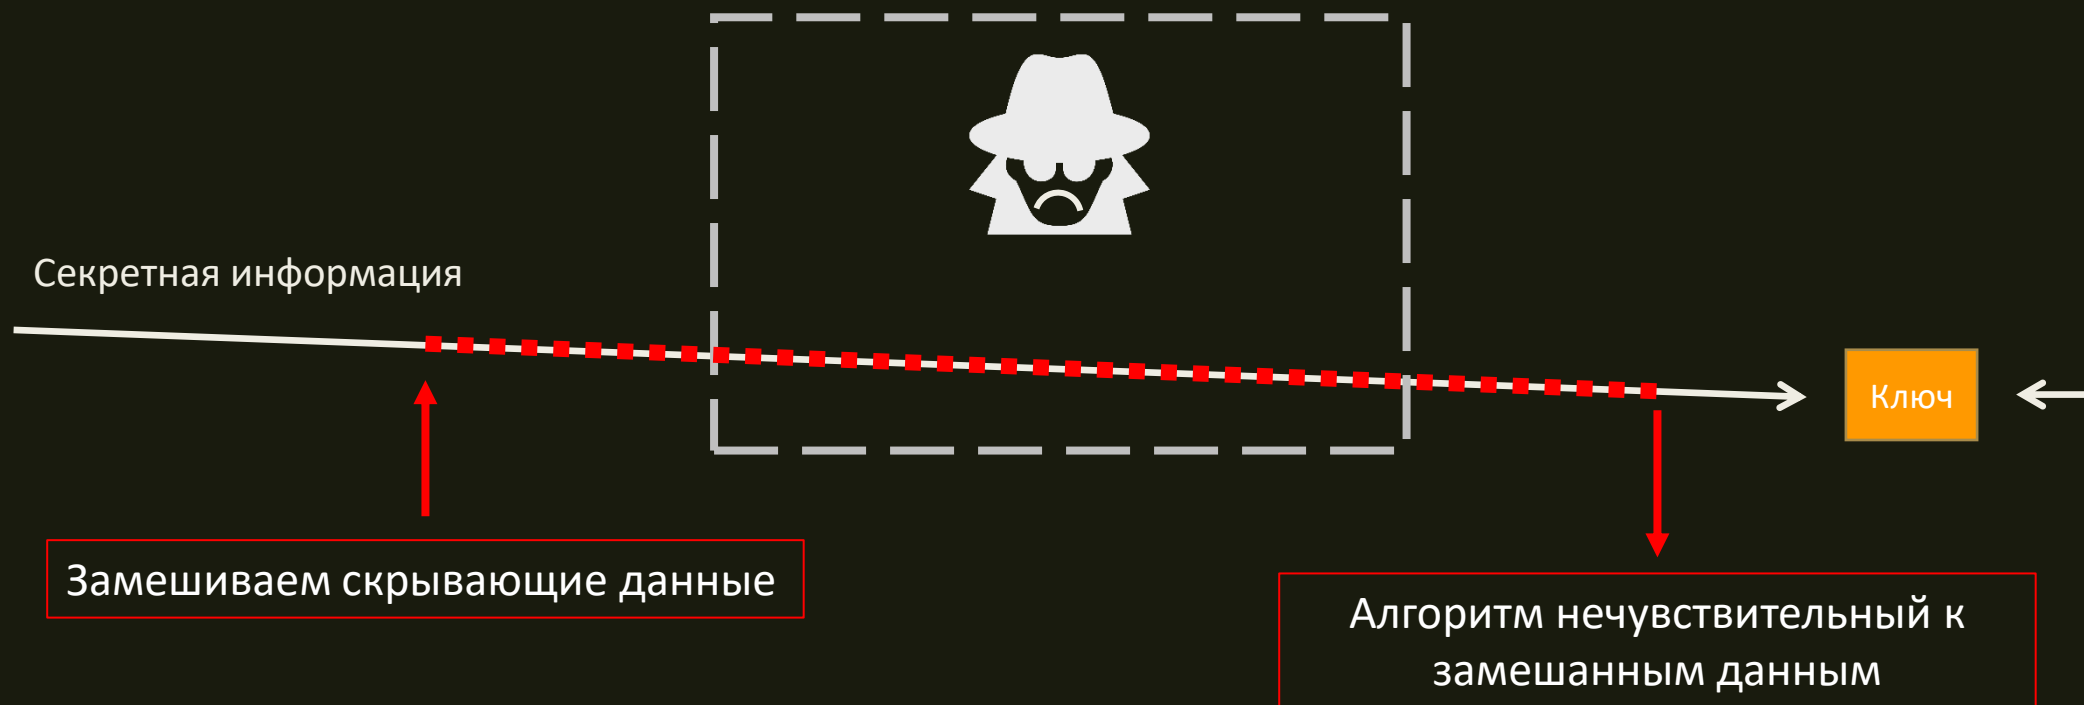 Секретная информация
Ключ
Замешиваем скрывающие данные
Алгоритм нечувствительный к
замешанным данным